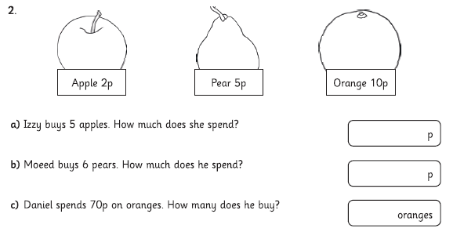 2.
Apple 2p
Pear 5p
Orange 10p
a) Izzy buys 5 apples. How much does she spend?
p
b) Moeed buys 6 pears. How much does he spend?
p
c) Daniel spends 70p on oranges. How many does he buy?
oranges